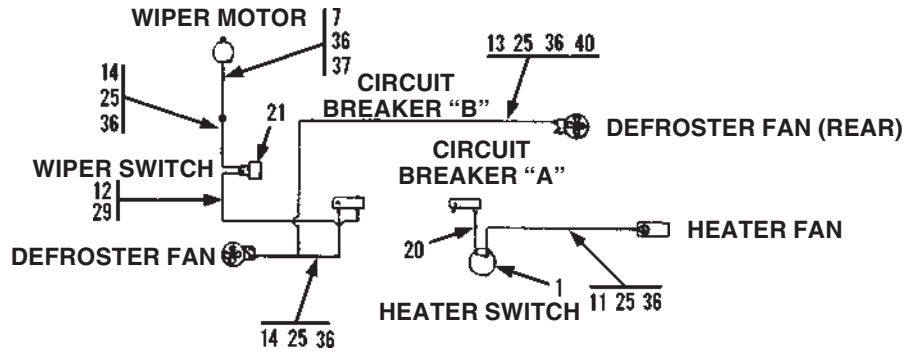 WIPER MOTOR
7
36
37
13 25 36 40
14
25
36
21
CIRCUIT
BREAKER “B”
DEFROSTER FAN (REAR)
CIRCUIT
BREAKER “A”
WIPER SWITCH
12
29
20
HEATER FAN
DEFROSTER FAN
1
HEATER SWITCH
11 25 36
14 25 36